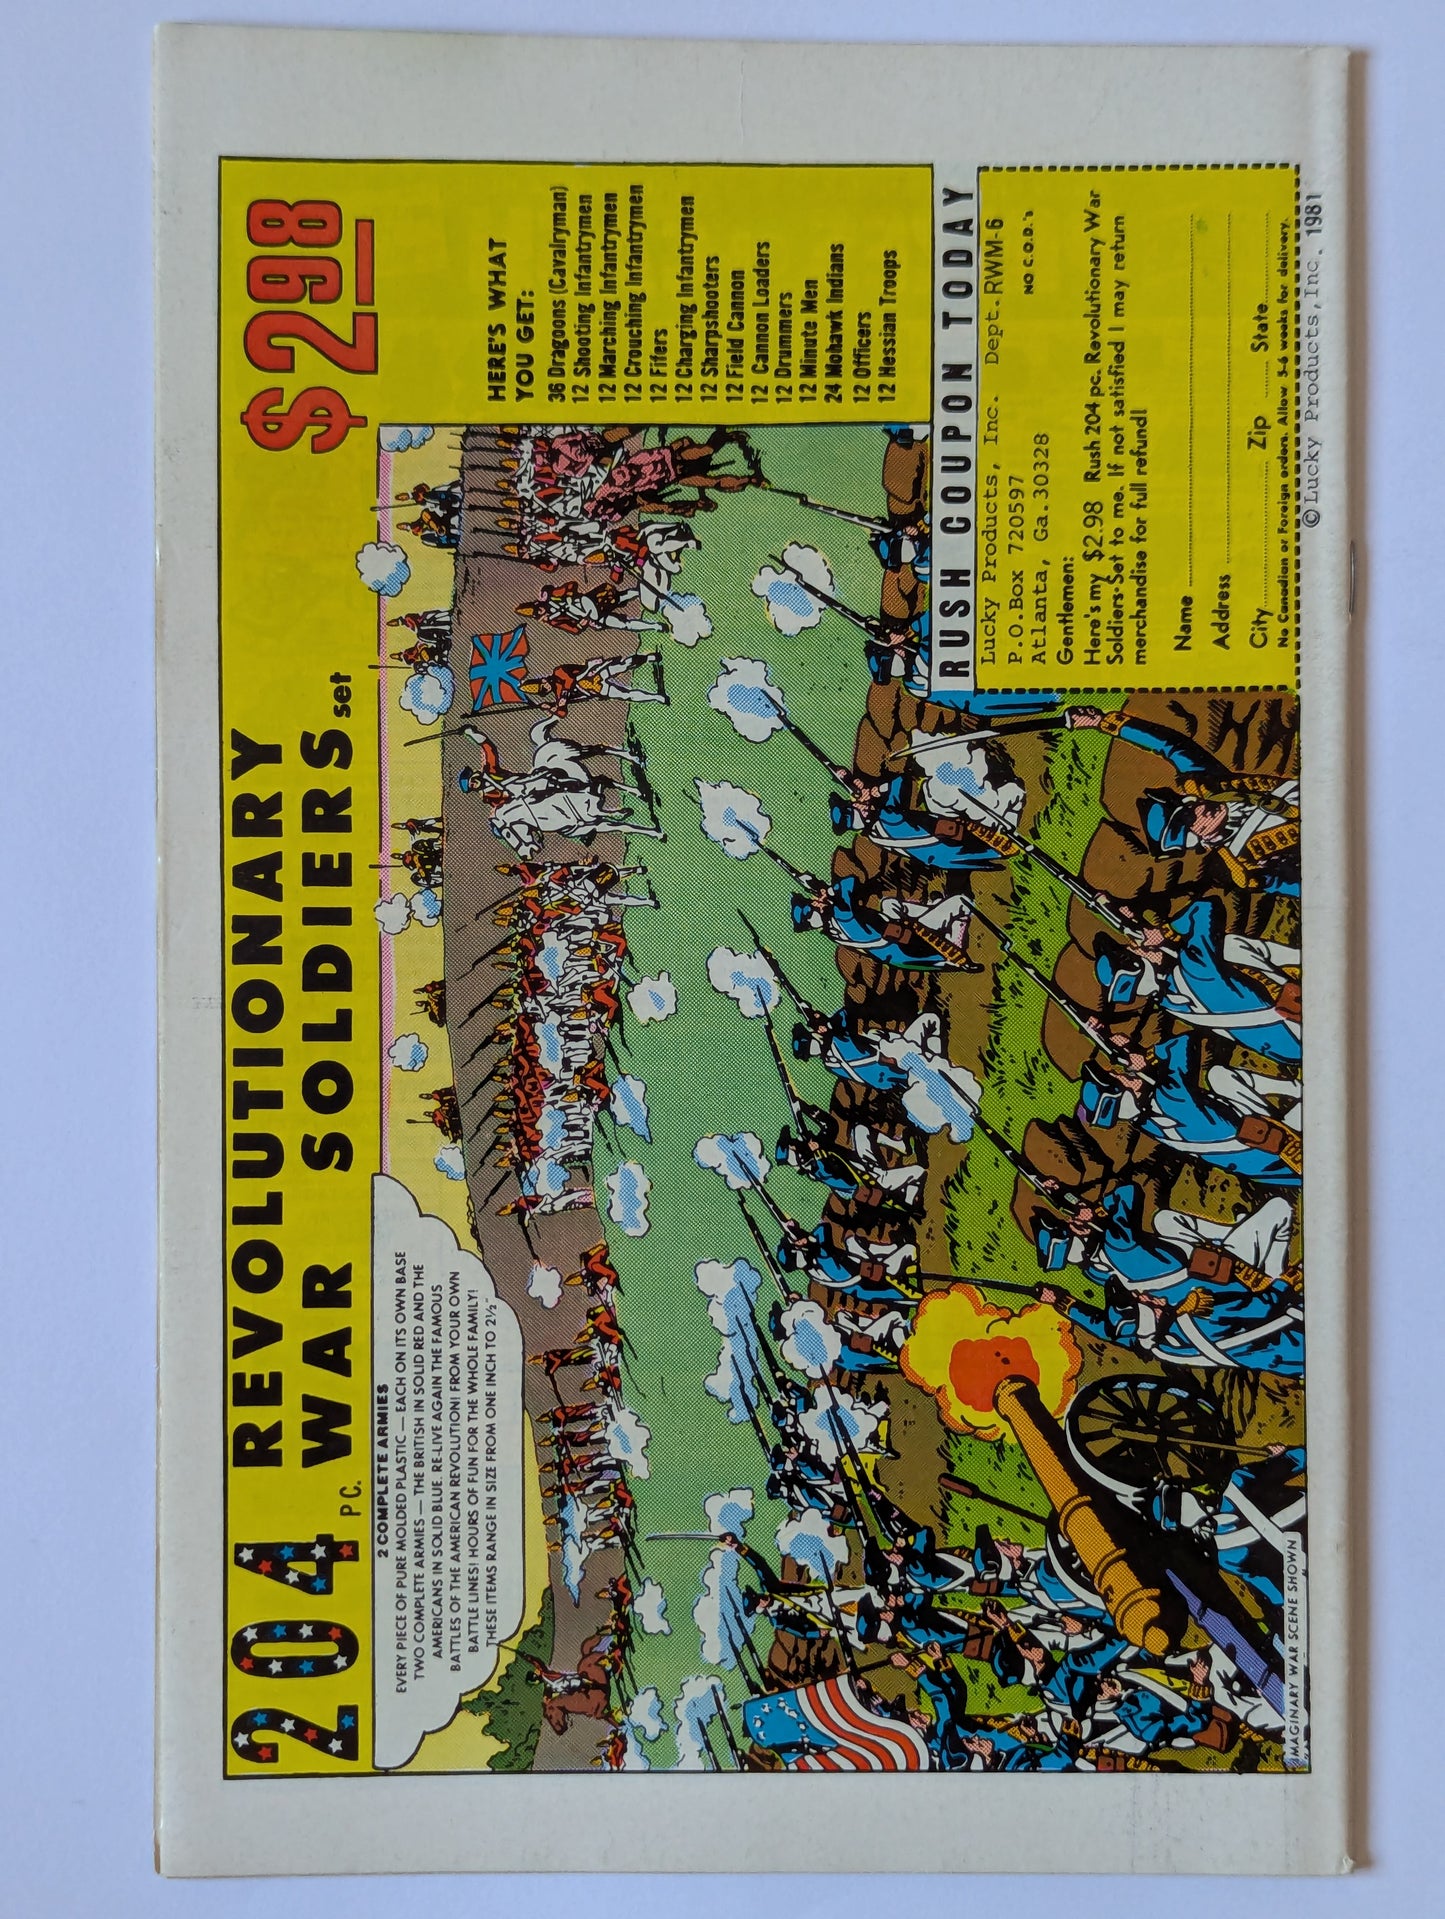 204 PC. REVOLUTIONARY
WAR SOLDIERS set
$2.98
2 COMPLETE ARMIES
EVERY PIECE OF PURE MOLDED PLASTIC — EACH ON ITS OWN BASE
TWO COMPLETE ARMIES — THE BRITISH IN SOLID RED AND THE
AMERICANS IN SOLID BLUE. RE-LIVE AGAIN THE FAMOUS
BATTLES OF THE AMERICAN REVOLUTION! FROM YOUR OWN
BATTLE LINES! HOURS OF FUN FOR THE WHOLE FAMILY!
THESE ITEMS RANGE IN SIZE FROM ONE INCH TO 2½"
HERE'S WHAT
YOU GET:
36 Dragoons (Cavalryman)
12 Shooting Infantrymen
12 Marching Infantrymen
12 Crouching Infantrymen
12 Fifers
12 Charging Infantrymen
12 Sharpshooters
12 Field Cannon
12 Cannon Loaders
12 Drummers
12 Minute Men
24 Mohawk Indians
12 Officers
12 Hessian Troops
RUSH COUPON TODAY
Lucky Products, Inc. Dept. RWM-6
P.O.Box 720597
NO C.O.D.'s
Atlanta, Ga. 30328
Gentlemen:
Here's my $2.98 Rush 204 pc. Revolutionary War
Soldiers•Set to me. If not satisfied I may return
merchandise for full refund!
Name
Address
City Zip State
No Canadian or Foreign orders. Allow 5-6 weeks for delivery.
IMAGINARY WAR SCENE SHOWN
© Lucky Products, Inc. 1981